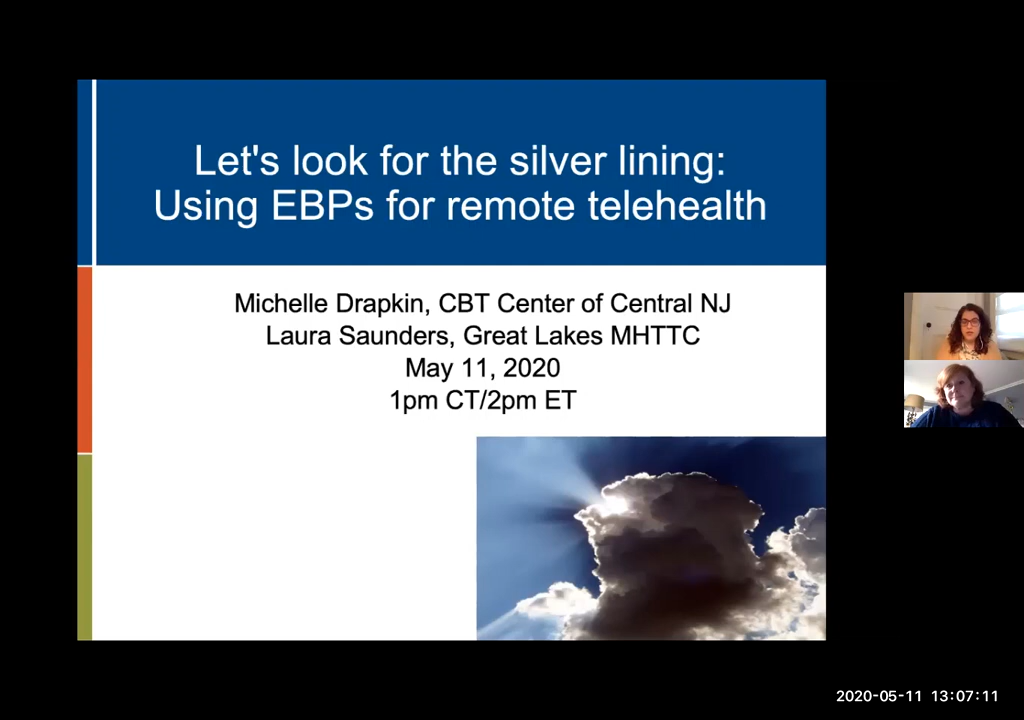 Let's look for the silver lining:
Using EBPs for remote telehealth
Michelle Drapkin, CBT Center of Central NJ
Laura Saunders, Great Lakes MHTTC
May 11, 2020
1pm CT/2pm ET
2020-05-11 13:07:11